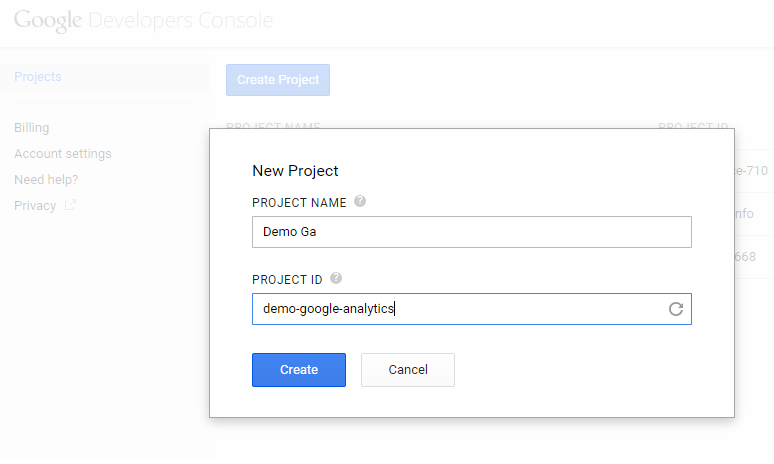 Google Developers Console
Projects
Create Project
PROJECT NAME
PROJECT ID
Billing
Account settings
Need help?
Privacy
e-710
nfo
668
New Project
PROJECT NAME
Demo Ga
PROJECT ID
demo-google-analytics
Create Cancel